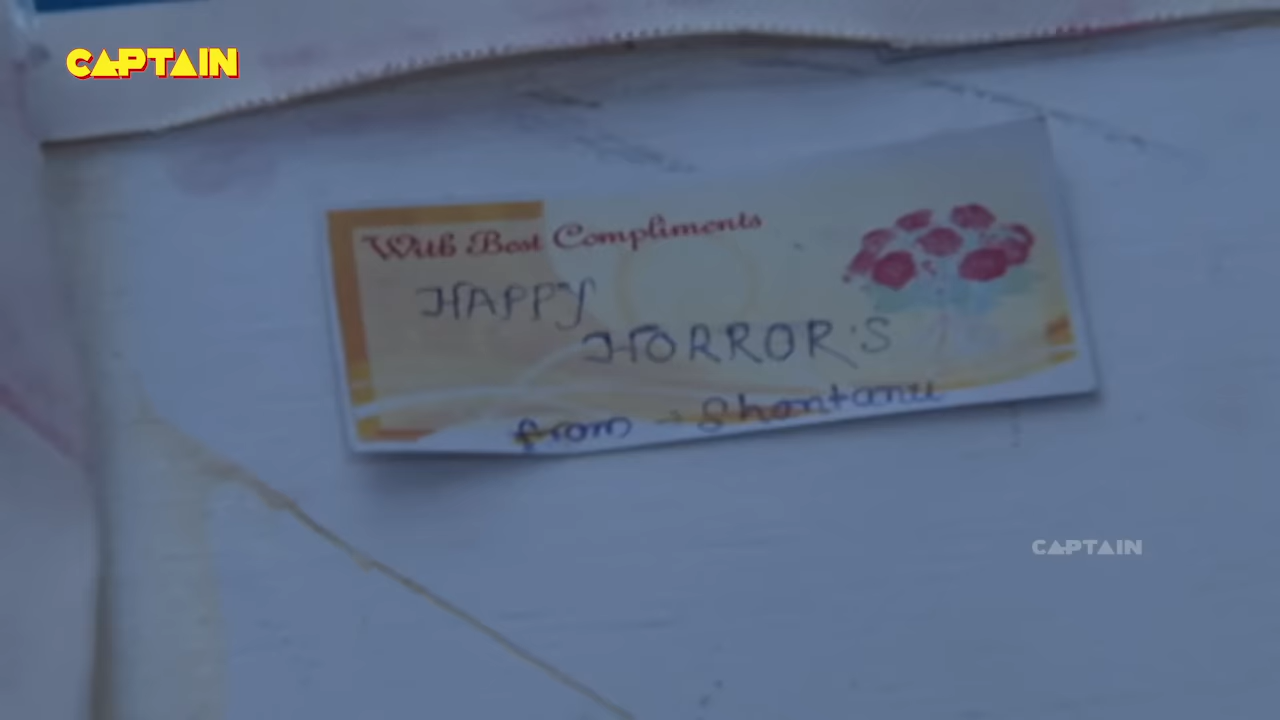 CAPTAIN
With Best Compliments
HAPPY
HORROR'S
from - Shantanu
CAPTAIN